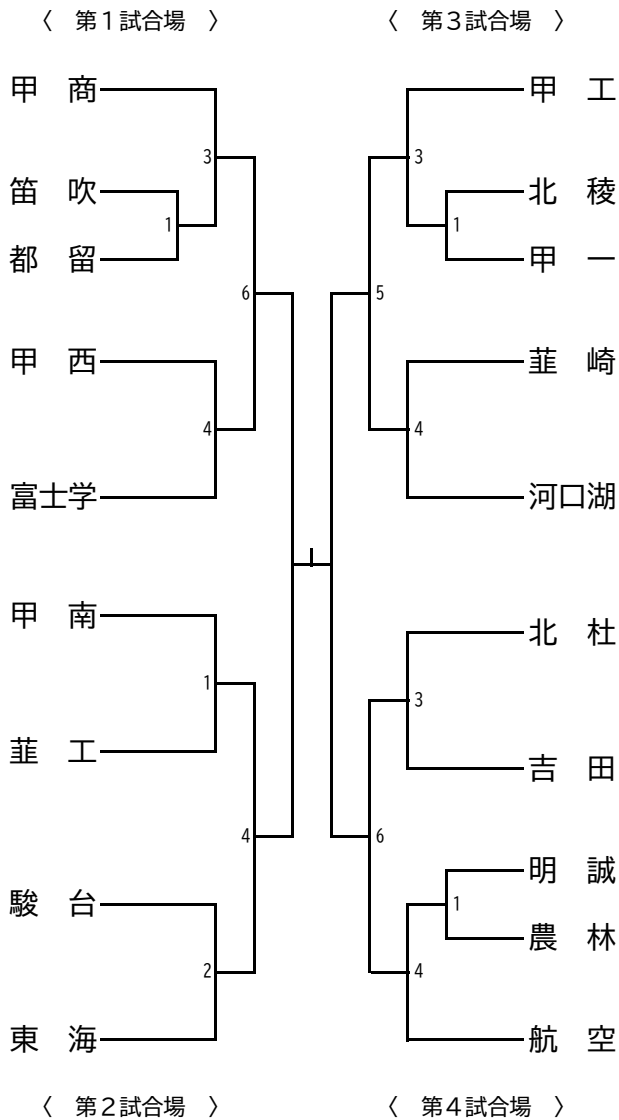 〈　第１試合場　〉　〈　第３試合場　〉
甲　商　甲　工
3　3
笛　吹　北　稜
1　1
都　留　甲　一
6　5
甲　西　韮　崎
4　4
富士学　河口湖
甲　南　北　杜
1　3
韮　工　吉　田
4　6
明　誠
駿　台　1
農　林
2　4
東　海　航　空
〈　第２試合場　〉　〈　第４試合場　〉